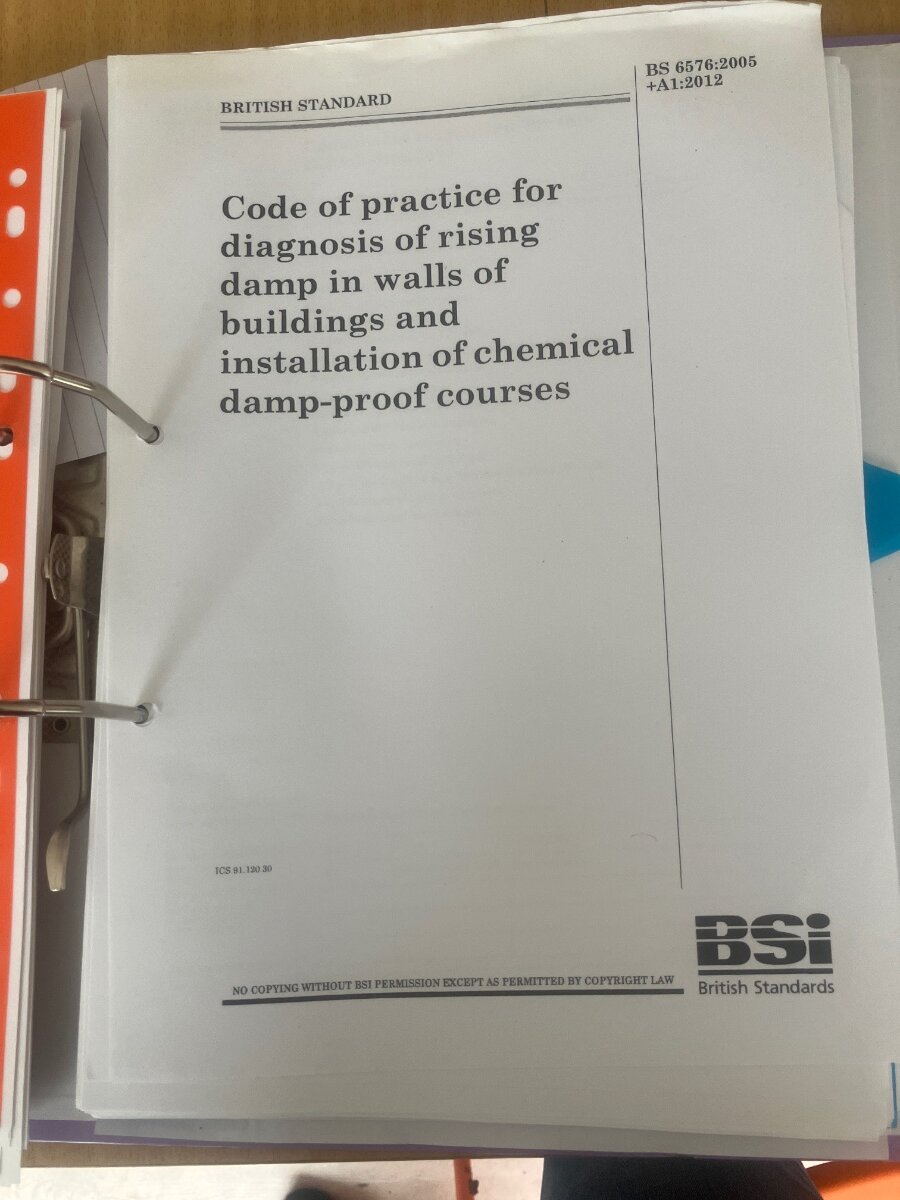 BRITISH STANDARD
BS 6576:2005
+A1:2012
Code of practice for
diagnosis of rising
damp in walls of
buildings and
installation of chemical
damp-proof courses
ICS 91.120.30
NO COPYING WITHOUT BSI PERMISSION EXCEPT AS PERMITTED BY COPYRIGHT LAW
BSi
British Standards